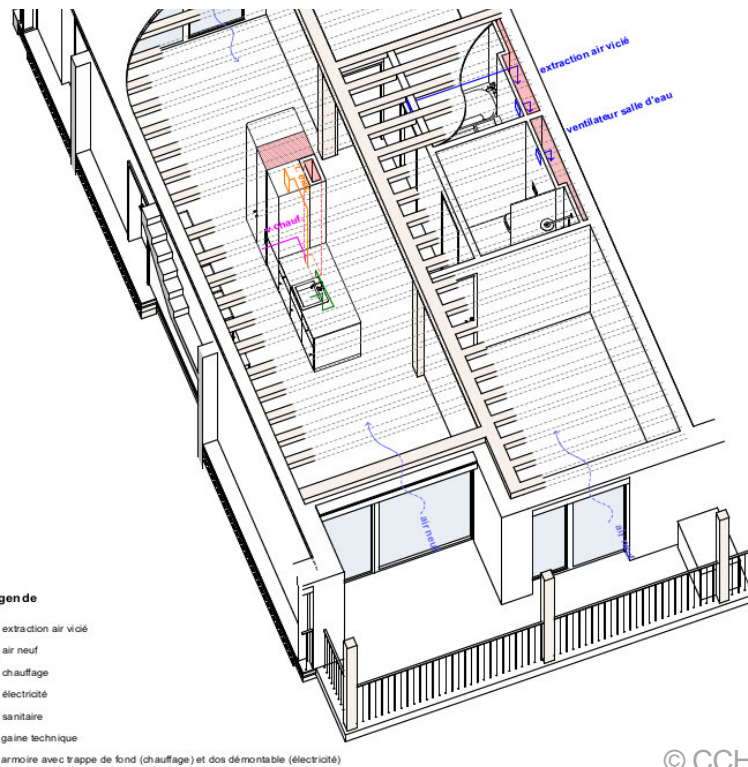 extraction air vicié
ventilateur salle d'eau
v-Chauf.
air neuf
gende
extraction air vicié
air neuf
chauffage
électricité
sanitaire
gaine technique
armoire avec trappe de fond (chauffage) et dos démontable (électricité)
© CCH